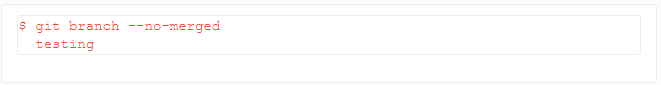 $ git branch --no-merged
  testing